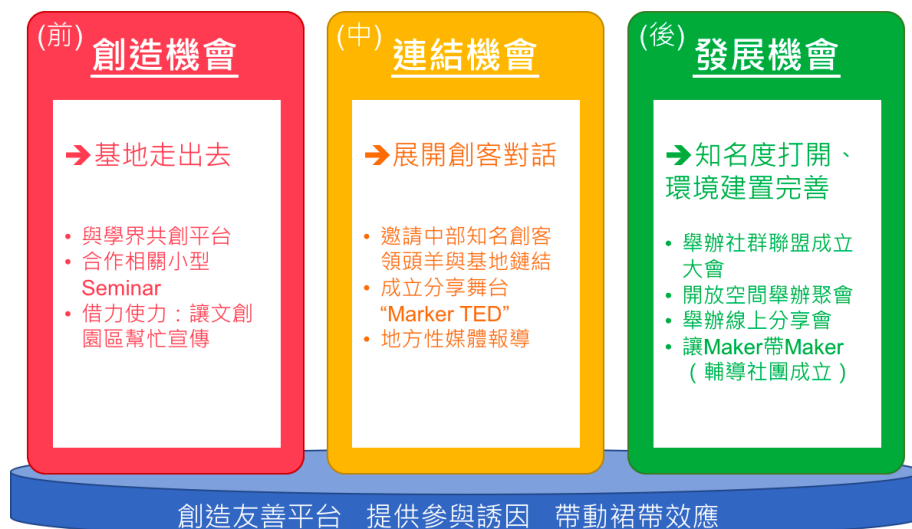 (前)
創造機會
➔基地走出去
• 與學界共創平台
• 合作相關小型
Seminar
• 借力使力：讓文創
園區幫忙宣傳
(中)
連結機會
➔展開創客對話
• 邀請中部知名創客
領頭羊與基地鏈結
• 成立分享舞台
“Marker TED”
• 地方性媒體報導
(後)
發展機會
➔知名度打開、
環境建置完善
• 舉辦社群聯盟成立
大會
• 開放空間舉辦聚會
• 舉辦線上分享會
• 讓Maker帶Maker
（輔導社團成立）
創造友善平台 提供參與誘因 帶動裙帶效應